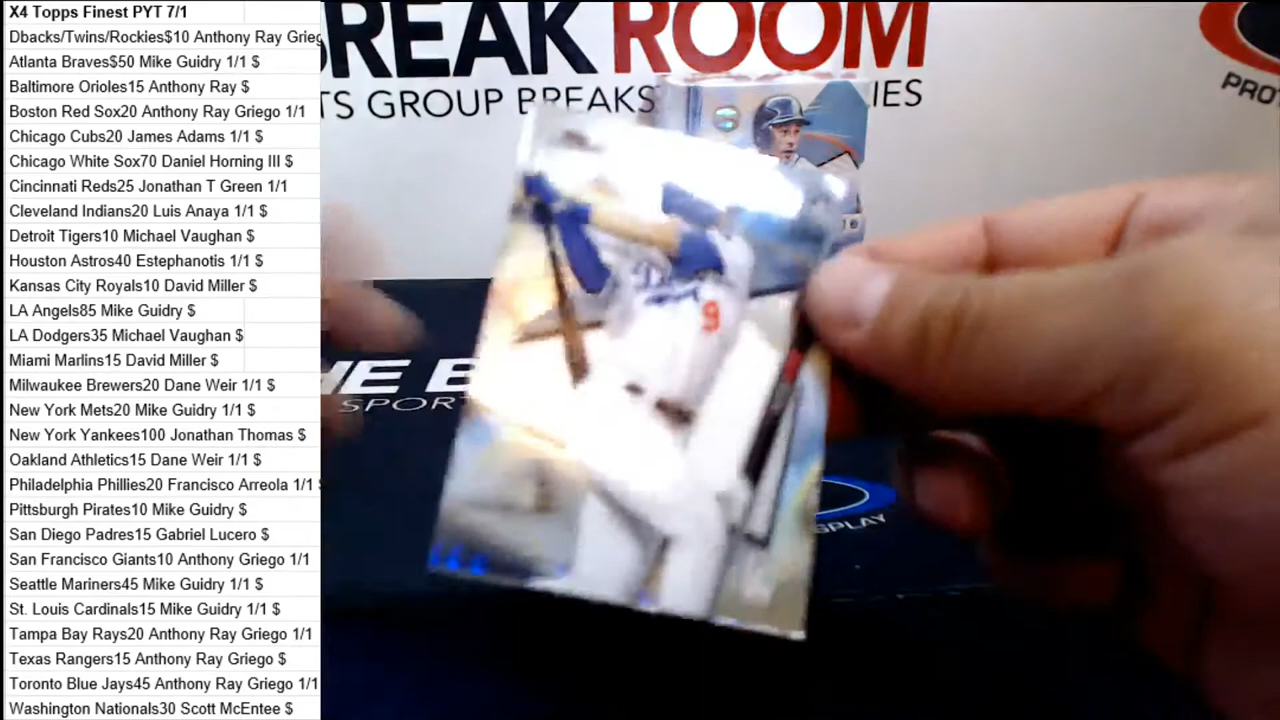 X4 Topps Finest PYT 7/1
Dbacks/Twins/Rockies$10 Anthony Ray Grieg
Atlanta Braves$50 Mike Guidry 1/1 $
Baltimore Orioles15 Anthony Ray $
Boston Red Sox20 Anthony Ray Griego 1/1
Chicago Cubs20 James Adams 1/1 $
Chicago White Sox70 Daniel Horning III $
Cincinnati Reds25 Jonathan T Green 1/1
Cleveland Indians20 Luis Anaya 1/1 $
Detroit Tigers10 Michael Vaughan $
Houston Astros40 Estephanotis 1/1 $
Kansas City Royals10 David Miller $
LA Angels85 Mike Guidry $
LA Dodgers35 Michael Vaughan $
Miami Marlins15 David Miller $
Milwaukee Brewers20 Dane Weir 1/1 $
New York Mets20 Mike Guidry 1/1 $
New York Yankees100 Jonathan Thomas $
Oakland Athletics15 Dane Weir 1/1 $
Philadelphia Phillies20 Francisco Arreola 1/1 $
Pittsburgh Pirates10 Mike Guidry $
San Diego Padres15 Gabriel Lucero $
San Francisco Giants10 Anthony Griego 1/1
Seattle Mariners45 Mike Guidry 1/1 $
St. Louis Cardinals15 Mike Guidry 1/1 $
Tampa Bay Rays20 Anthony Ray Griego 1/1
Texas Rangers15 Anthony Ray Griego $
Toronto Blue Jays45 Anthony Ray Griego 1/1
Washington Nationals30 Scott McEntee $
REAK ROOM
TS GROUP BREAKS IES
PRO
HE B
SPORT
SPLAY
9